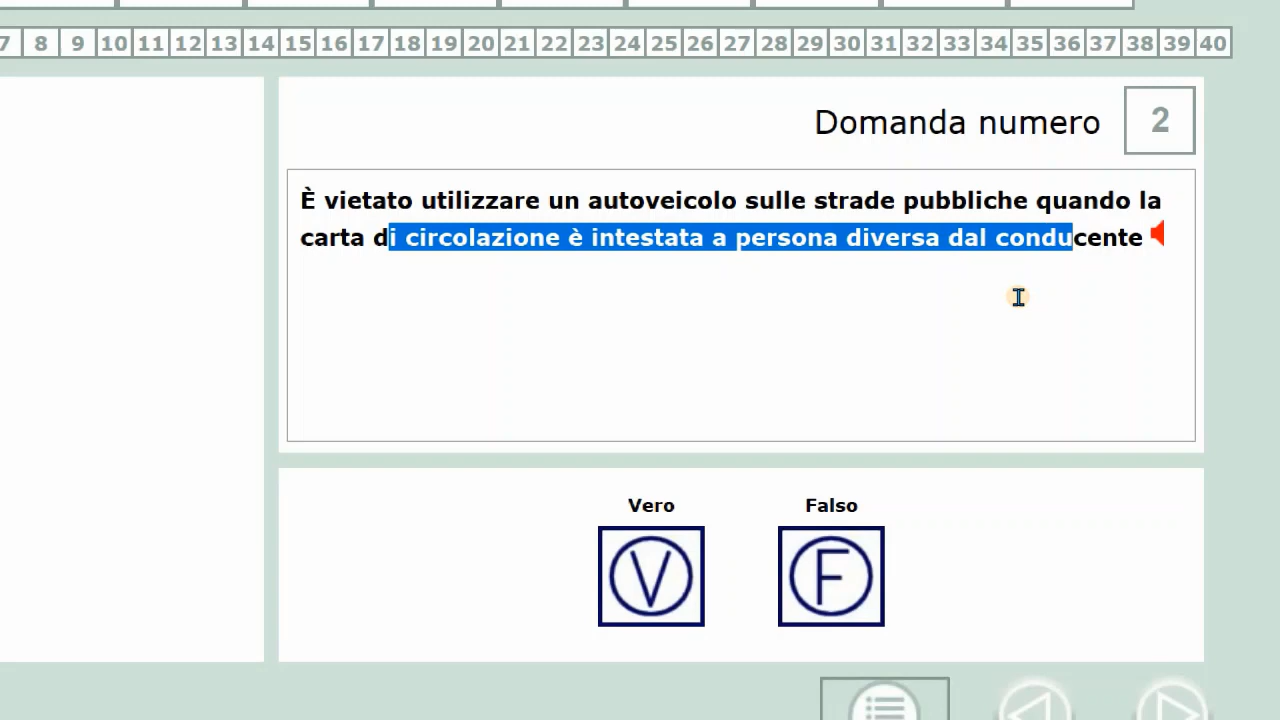 7 8 9 10 11 12 13 14 15 16 17 18 19 20 21 22 23 24 25 26 27 28 29 30 31 32 33 34 35 36 37 38 39 40
Domanda numero 2
È vietato utilizzare un autoveicolo sulle strade pubbliche quando la
carta di circolazione è intestata a persona diversa dal conducente
Vero Falso
V F